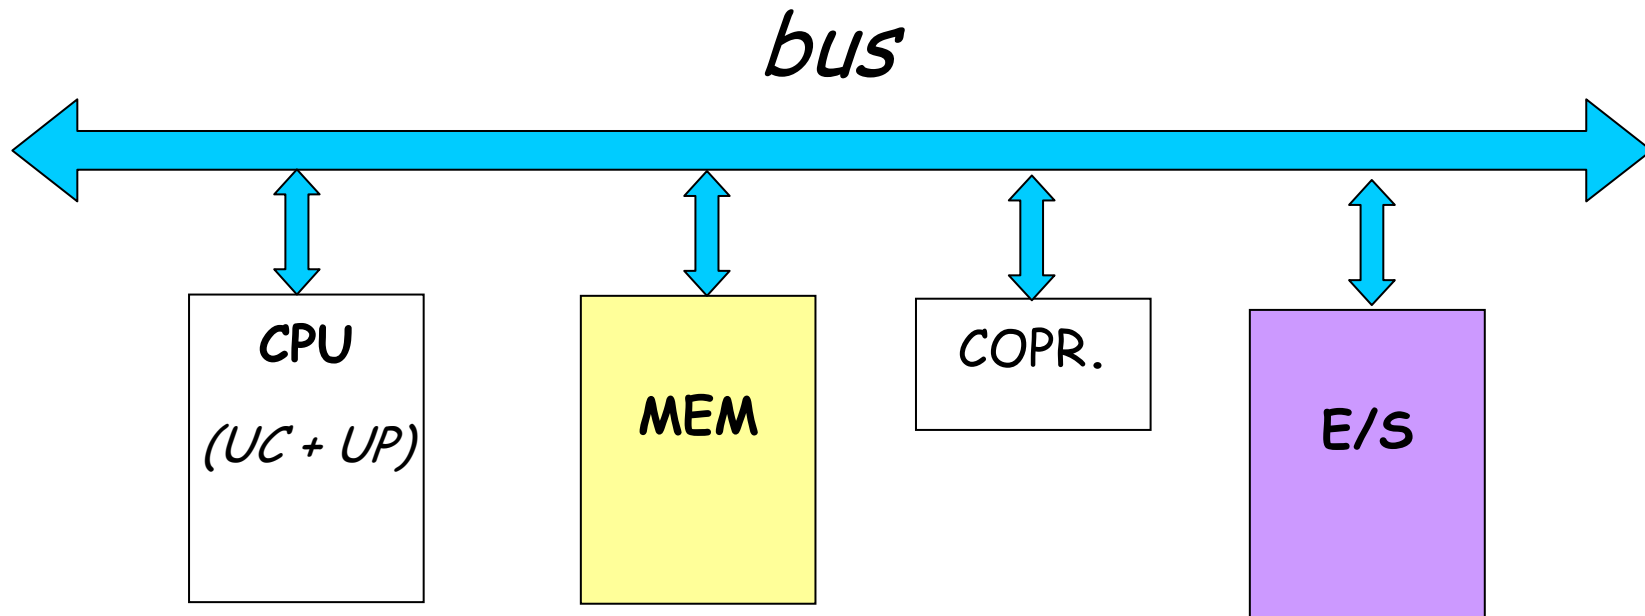 bus
CPU
(UC + UP)
MEM
COPR.
E/S